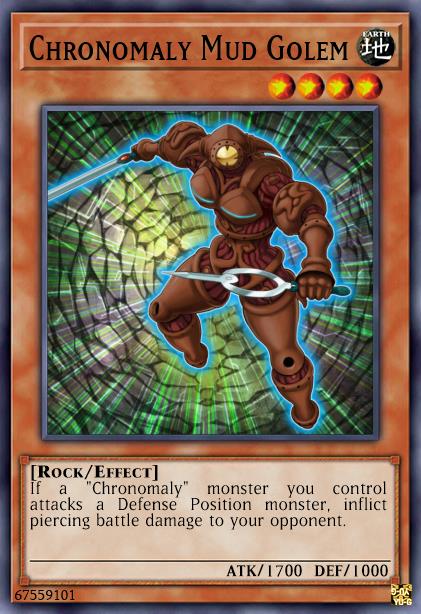 CHRONOMALY MUD GOLEM
EARTH
地
[ROCK/EFFECT]
If a "Chronomaly" monster you control
attacks a Defense Position monster, inflict
piercing battle damage to your opponent.
ATK/1700 DEF/1000
67559101